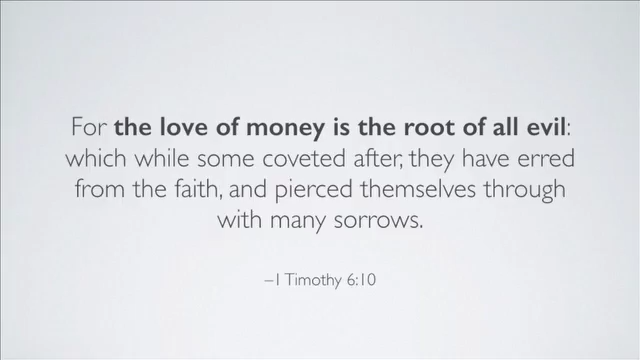 For the love of money is the root of all evil:
which while some coveted after, they have erred
from the faith, and pierced themselves through
with many sorrows.
–1 Timothy 6:10